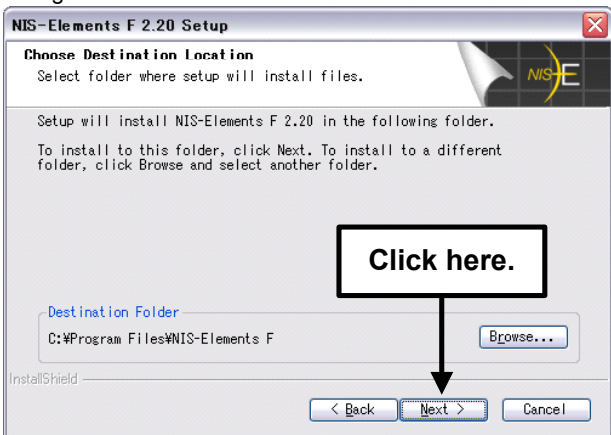 NIS-Elements F 2.20 Setup
Choose Destination Location
Select folder where setup will install files.
NIS E
Setup will install NIS-Elements F 2.20 in the following folder.
To install to this folder, click Next. To install to a different
folder, click Browse and select another folder.
Click here.
Destination Folder
C:¥Program Files¥NIS-Elements F
Browse...
InstallShield
< Back
Next >
Cancel